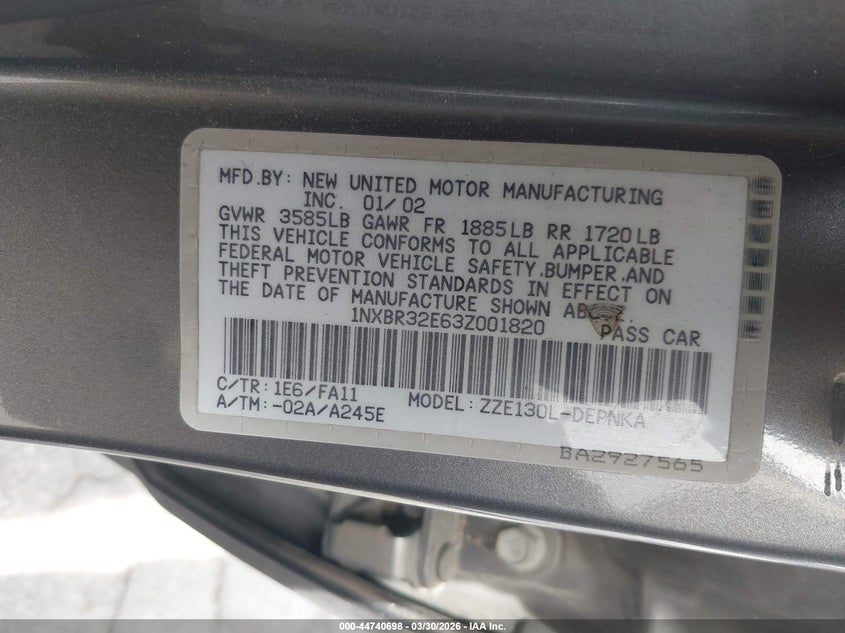 MFD.BY: NEW UNITED MOTOR MANUFACTURING
INC. 01/02
GVWR 3585LB GAWR FR 1885LB RR 1720LB
THIS VEHICLE CONFORMS TO ALL APPLICABLE
FEDERAL MOTOR VEHICLE SAFETY,BUMPER,AND
THEFT PREVENTION STANDARDS IN EFFECT ON
THE DATE OF MANUFACTURE SHOWN
1NXBR32E63Z001820
PASS CAR
C/TR: 1E6/FA11
A/TM:-02A/A245E
MODEL: ZZE130L-DEPNKA
BA2927565
000-44740698 - 03/30/2026 - IAA Inc.